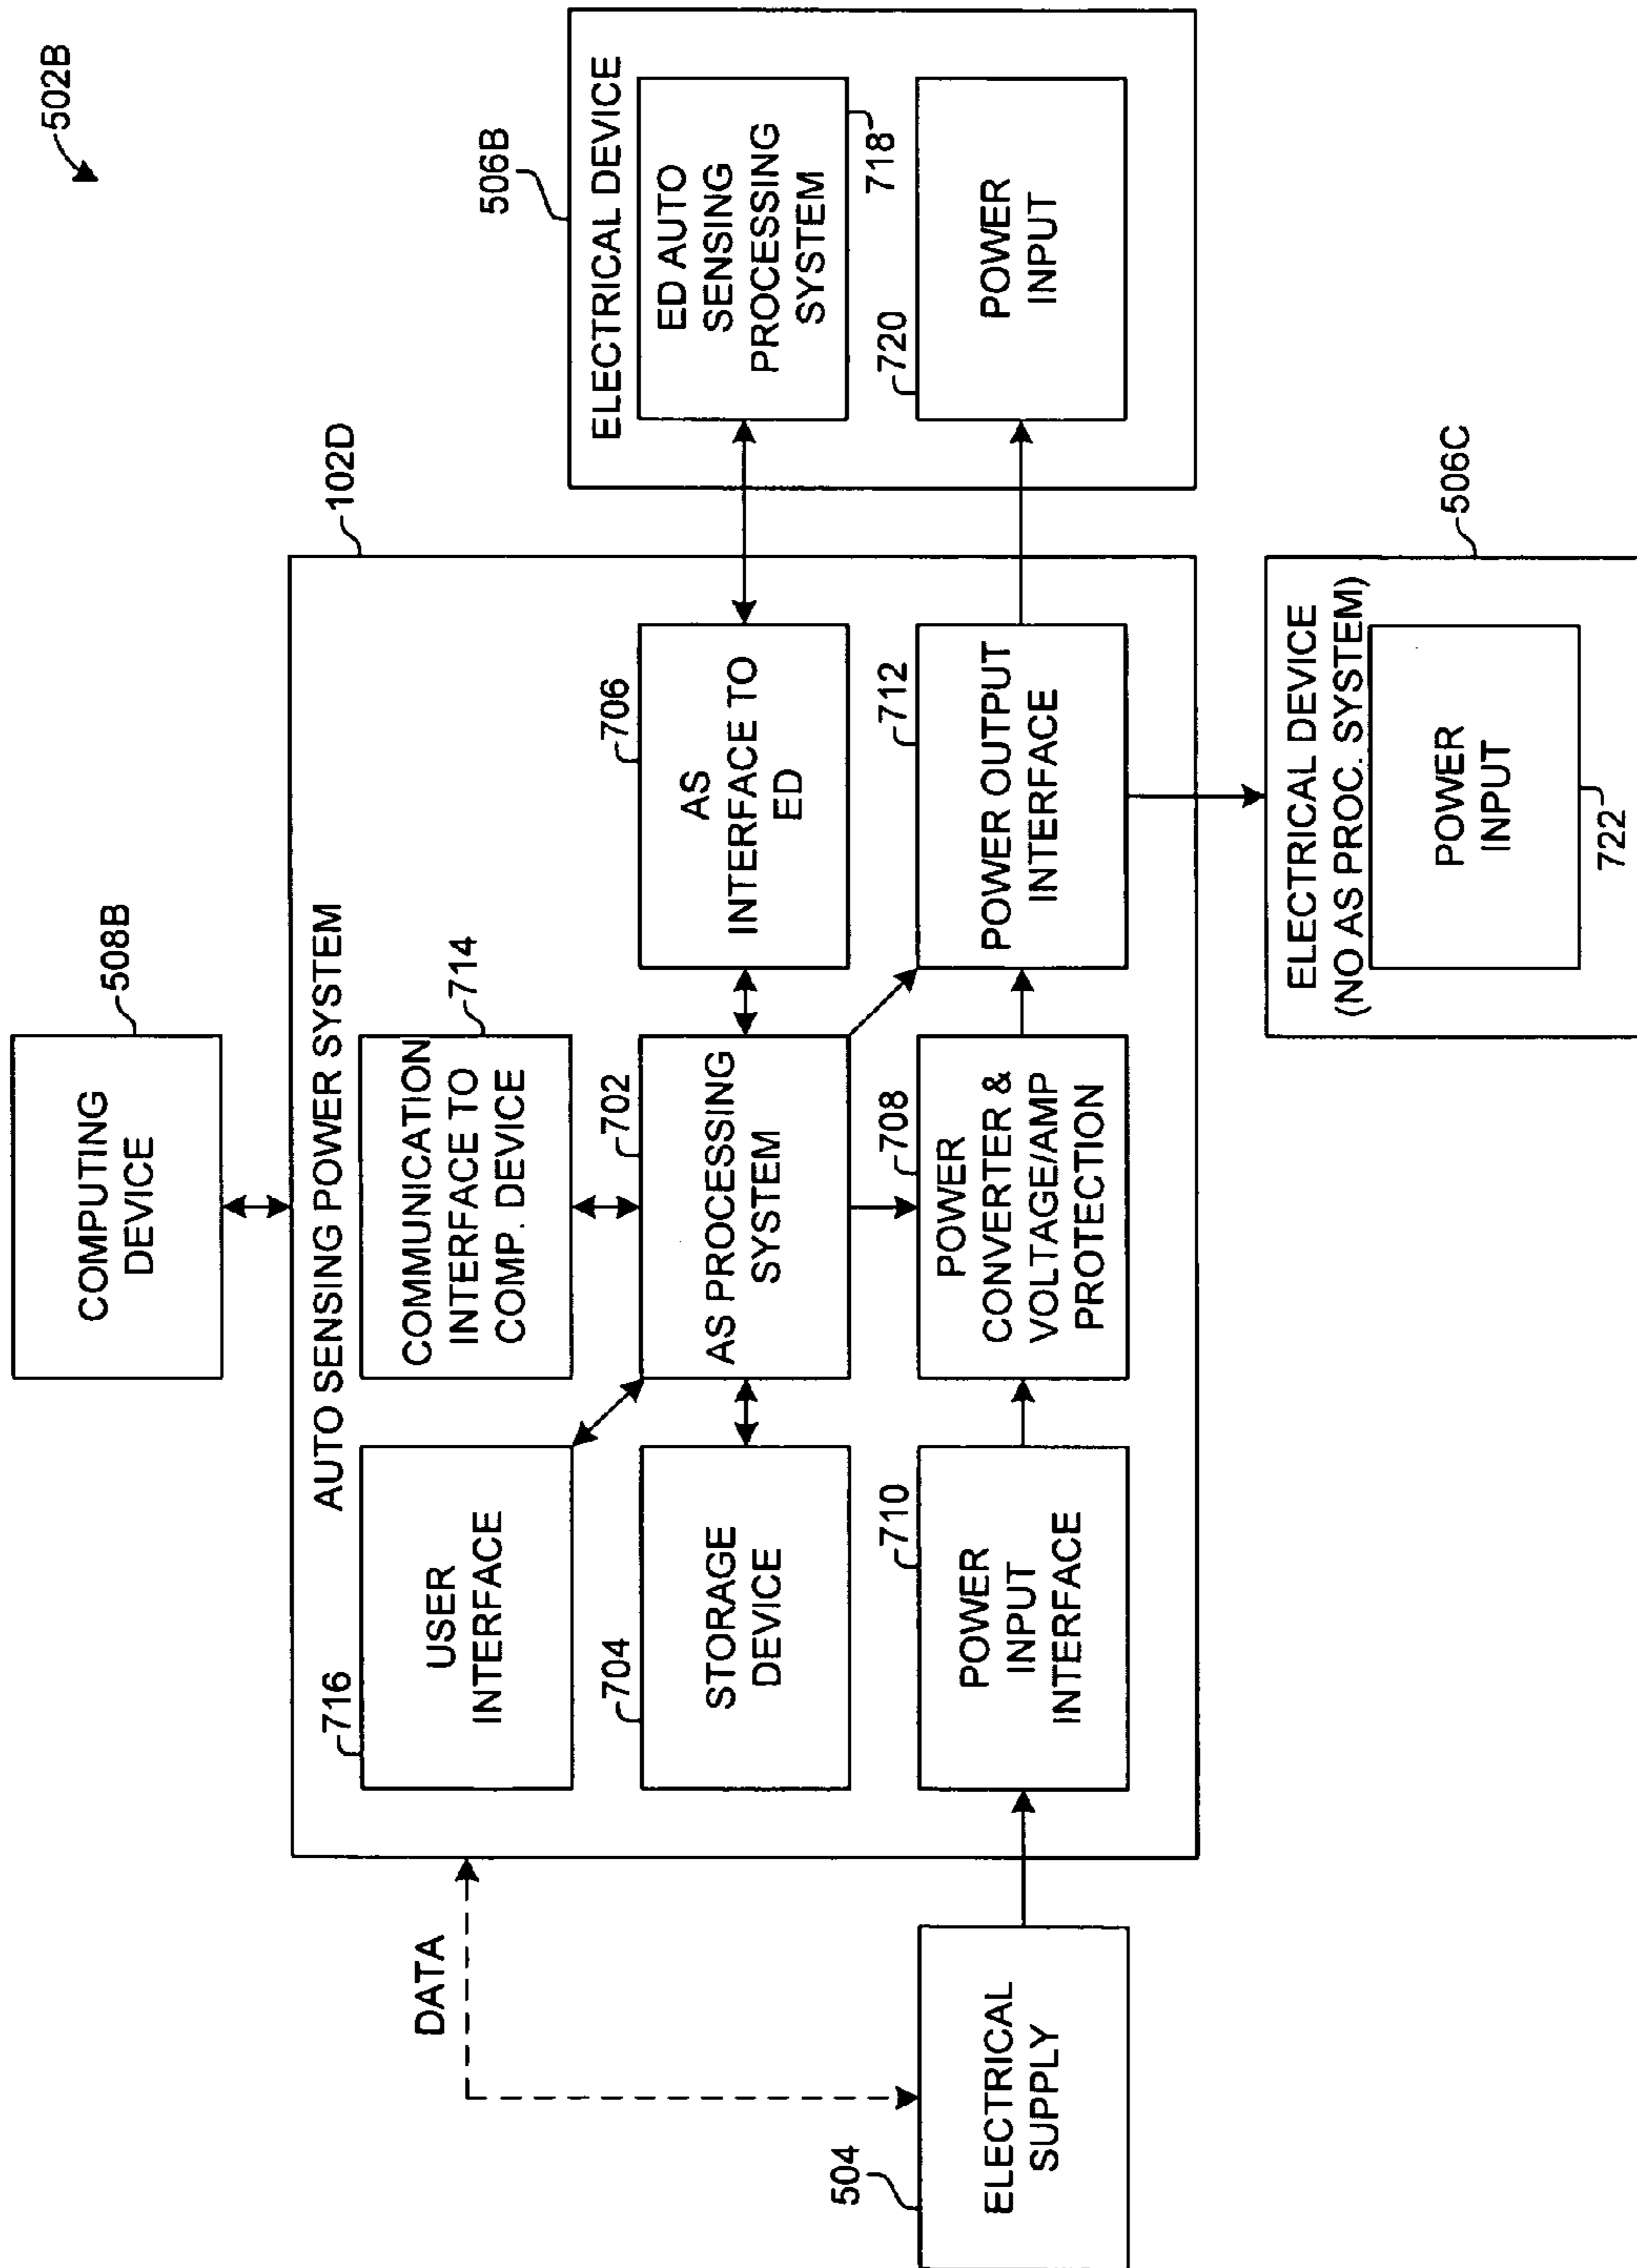 502B
COMPUTING
DEVICE
508B
AUTO SENSING POWER SYSTEM
102D
716
USER
INTERFACE
COMMUNICATION
INTERFACE TO
COMP. DEVICE
714
704
STORAGE
DEVICE
702
AS PROCESSING
SYSTEM
706
AS
INTERFACE TO
ED
710
POWER
INPUT
INTERFACE
708
POWER
CONVERTER &
VOLTAGE/AMP
PROTECTION
712
POWER OUTPUT
INTERFACE
DATA
504
ELECTRICAL
SUPPLY
506B
ELECTRICAL DEVICE
ED AUTO
SENSING
PROCESSING
SYSTEM
718
720
POWER
INPUT
506C
ELECTRICAL DEVICE
(NO AS PROC. SYSTEM)
POWER
INPUT
722